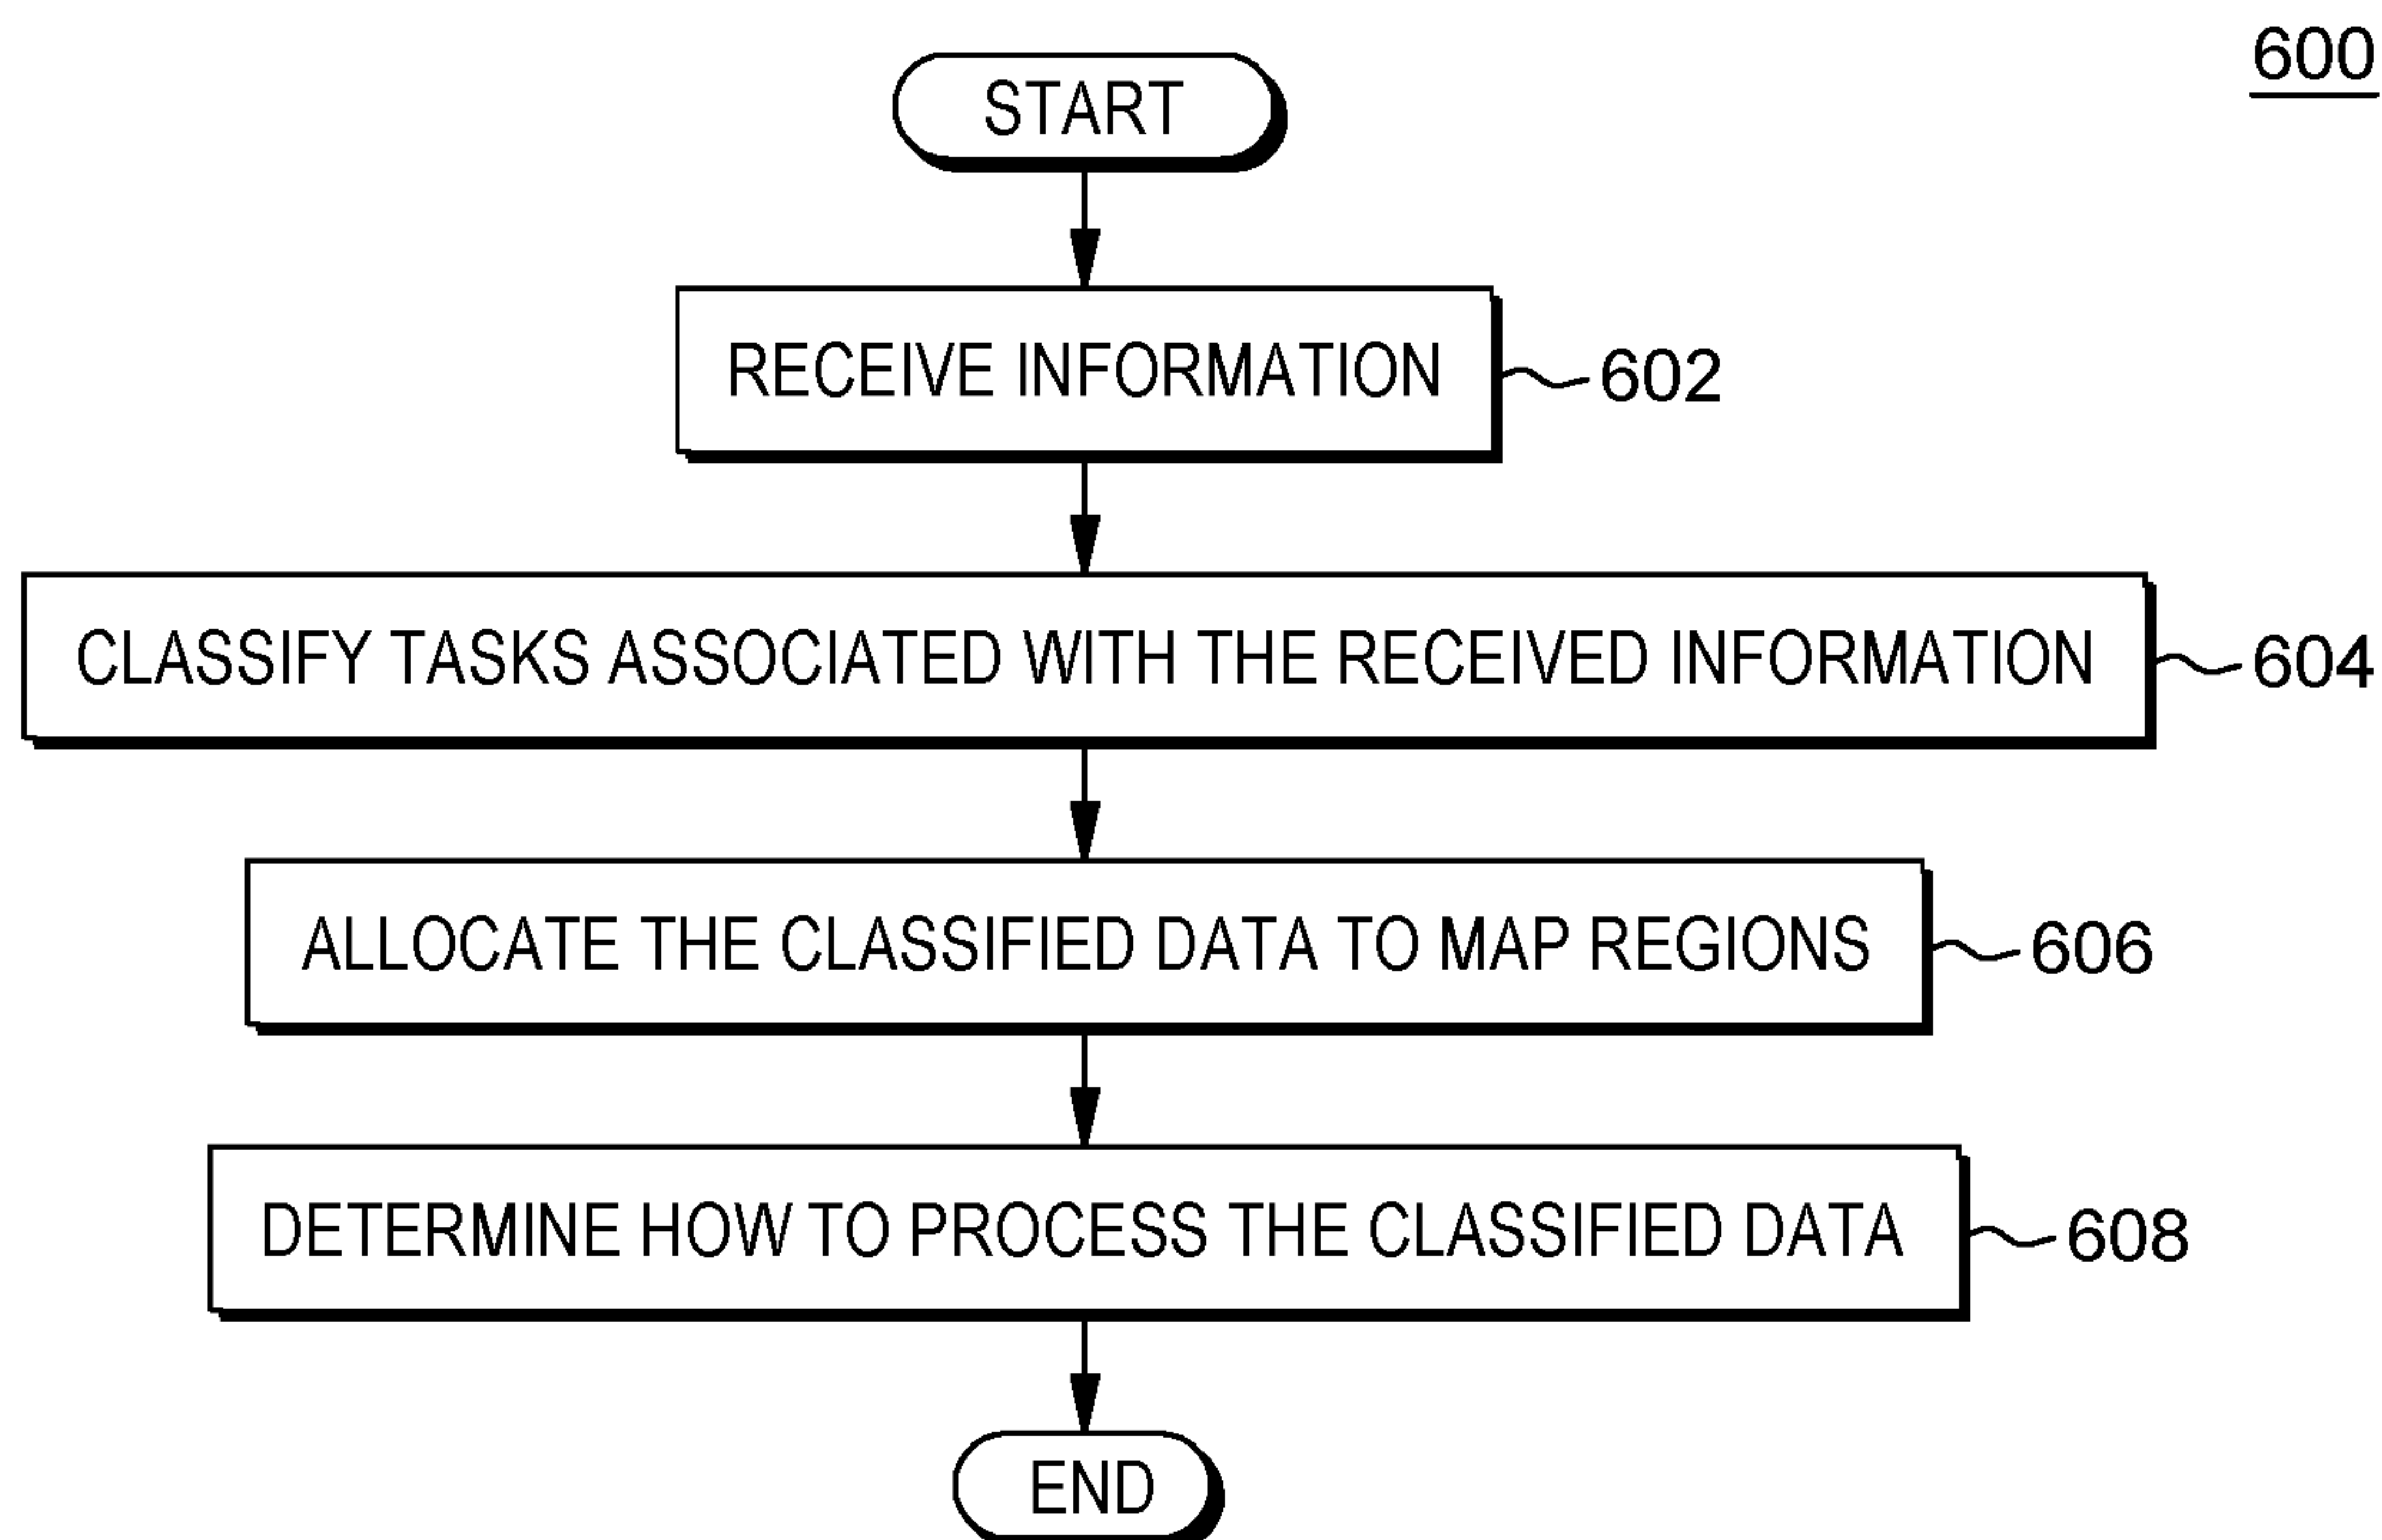 600
START
RECEIVE INFORMATION
602
CLASSIFY TASKS ASSOCIATED WITH THE RECEIVED INFORMATION
604
ALLOCATE THE CLASSIFIED DATA TO MAP REGIONS
606
DETERMINE HOW TO PROCESS THE CLASSIFIED DATA
608
END